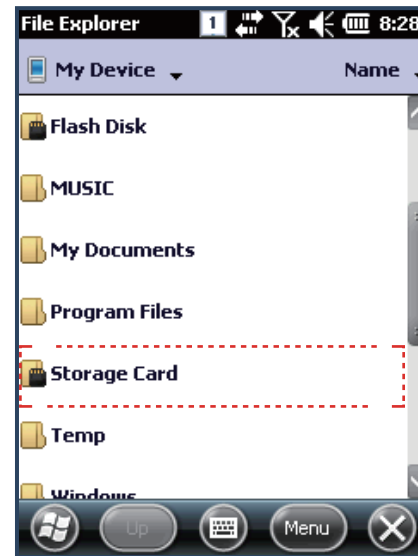 File Explorer 1 8:28
My Device Name
Flash Disk
MUSIC
My Documents
Program Files
Storage Card
Temp
Windows
Up Menu